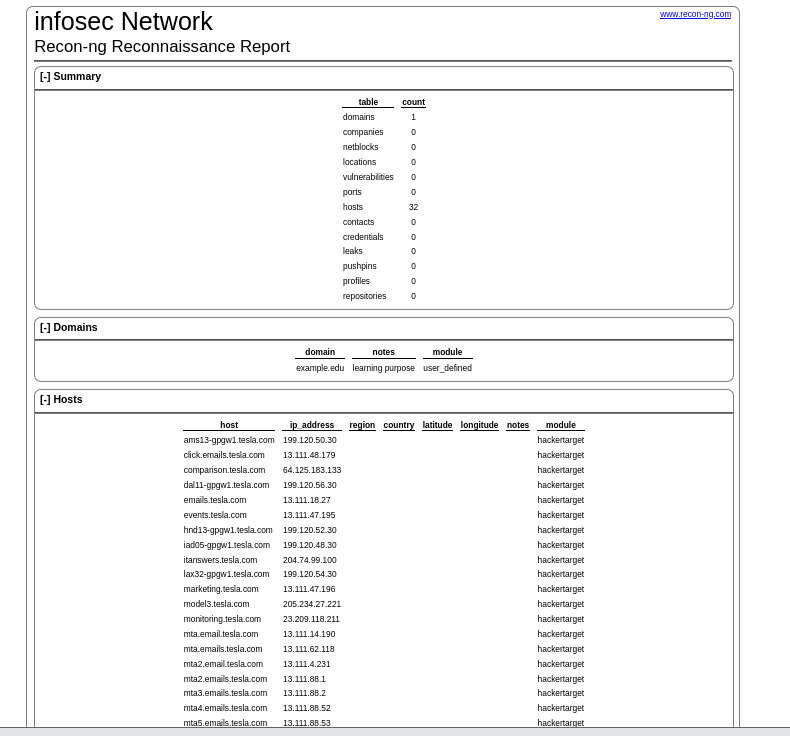 infosec Network
www.recon-ng.com
Recon-ng Reconnaissance Report
[-] Summary
table count
domains 1
companies 0
netblocks 0
locations 0
vulnerabilities 0
ports 0
hosts 32
contacts 0
credentials 0
leaks 0
pushpins 0
profiles 0
repositories 0
[-] Domains
domain notes module
example.edu learning purpose user_defined
[-] Hosts
host ip_address region country latitude longitude notes module
ams13-gpgw1.tesla.com 199.120.50.30 hackertarget
click.emails.tesla.com 13.111.48.179 hackertarget
comparison.tesla.com 64.125.183.133 hackertarget
dal11-gpgw1.tesla.com 199.120.56.30 hackertarget
emails.tesla.com 13.111.18.27 hackertarget
events.tesla.com 13.111.47.195 hackertarget
hnd13-gpgw1.tesla.com 199.120.52.30 hackertarget
iad05-gpgw1.tesla.com 199.120.48.30 hackertarget
itanswers.tesla.com 204.74.99.100 hackertarget
lax32-gpgw1.tesla.com 199.120.54.30 hackertarget
marketing.tesla.com 13.111.47.196 hackertarget
model3.tesla.com 205.234.27.221 hackertarget
monitoring.tesla.com 23.209.118.211 hackertarget
mta.email.tesla.com 13.111.14.190 hackertarget
mta.emails.tesla.com 13.111.62.118 hackertarget
mta2.email.tesla.com 13.111.4.231 hackertarget
mta2.emails.tesla.com 13.111.88.1 hackertarget
mta3.emails.tesla.com 13.111.88.2 hackertarget
mta4.emails.tesla.com 13.111.88.52 hackertarget
mta5.emails.tesla.com 13.111.88.53 hackertarget